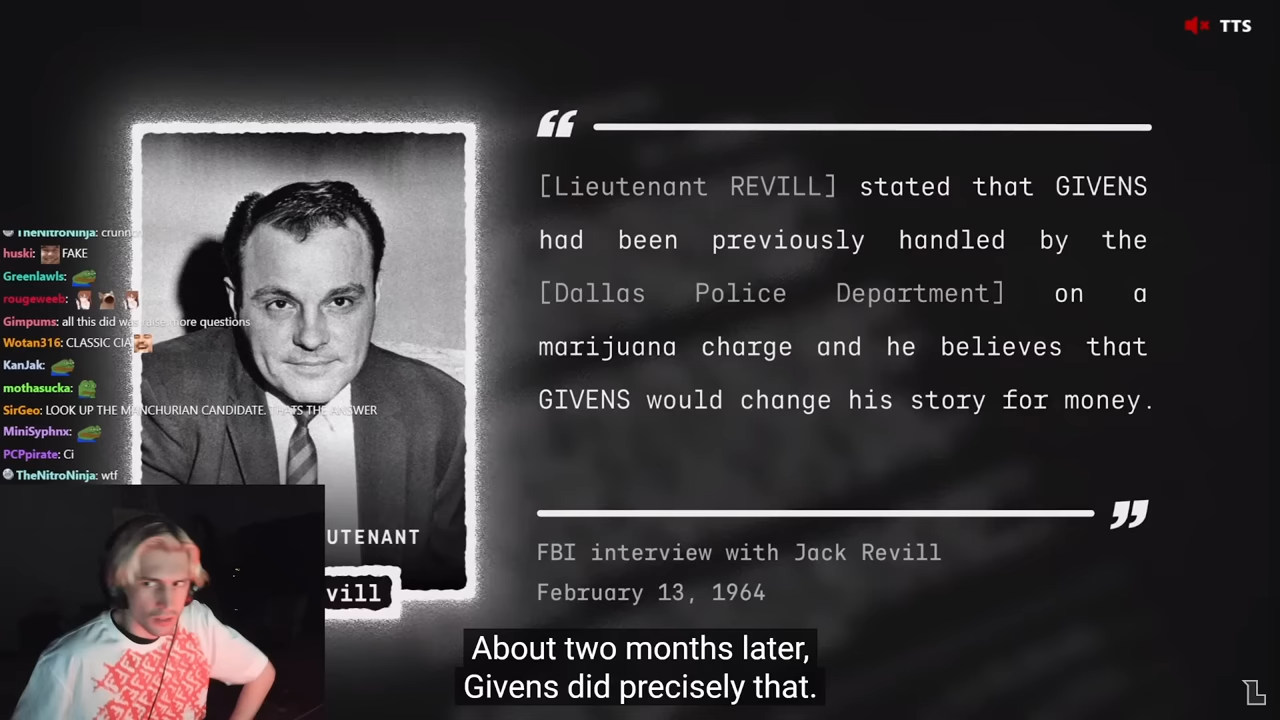 TTS
[Lieutenant REVILL] stated that GIVENS
had been previously handled by the
[Dallas Police Department] on a
marijuana charge and he believes that
GIVENS would change his story for money.
FBI interview with Jack Revill
February 13, 1964
TheNitroNinja: crunn
huski: FAKE
Greenlawls:
rougeweeb:
Gimpums: all this did was raise more questions
Wotan316: CLASSIC CIA
KanJak:
mothasucka:
SirGeo: LOOK UP THE MANCHURIAN CANDIDATE. THATS THE ANSWER
MiniSyphnx:
PCPpirate: Ci
TheNitroNinja: wtf
UTENANT
vill
About two months later,
Givens did precisely that.